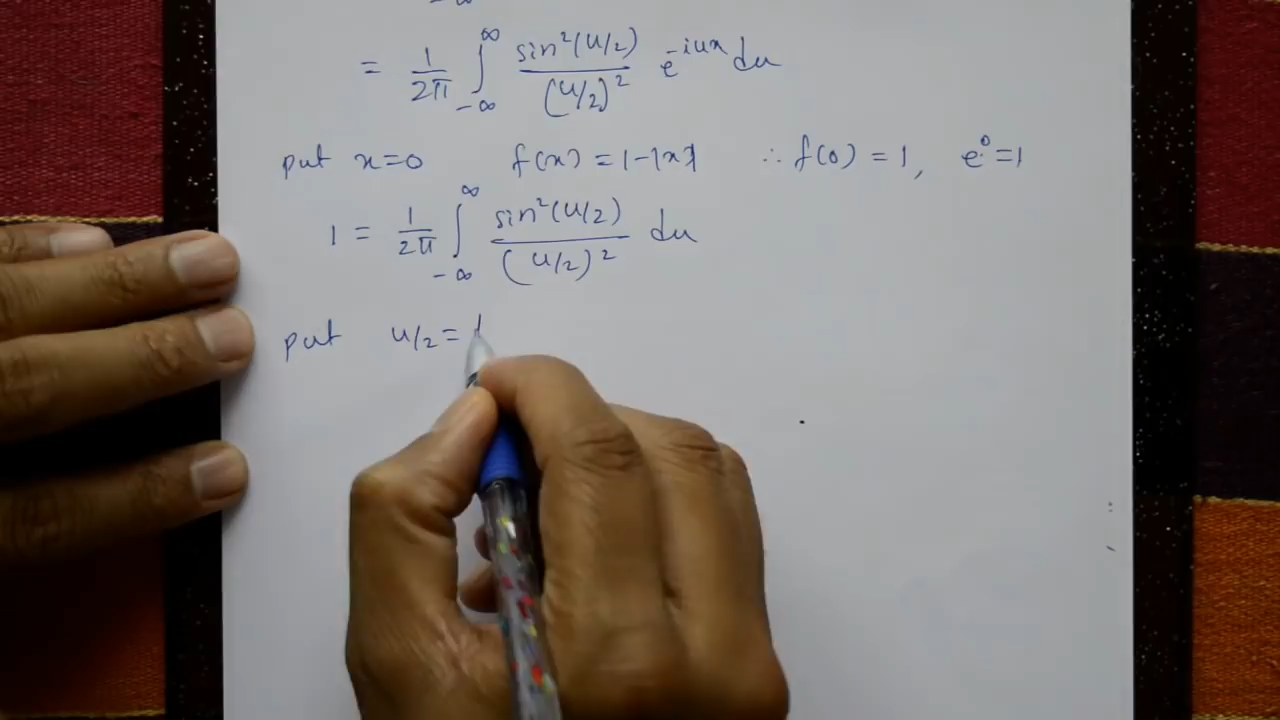 -∞
= 1/2π ∫_{-∞}^{∞} sin²(u/2)/(u/2)² e^{-iux} du
put x=0 f(x) = 1-|x| ∴ f(0) = 1, e⁰=1
1 = 1/2π ∫_{-∞}^{∞} sin²(u/2)/(u/2)² du
put u/2 =